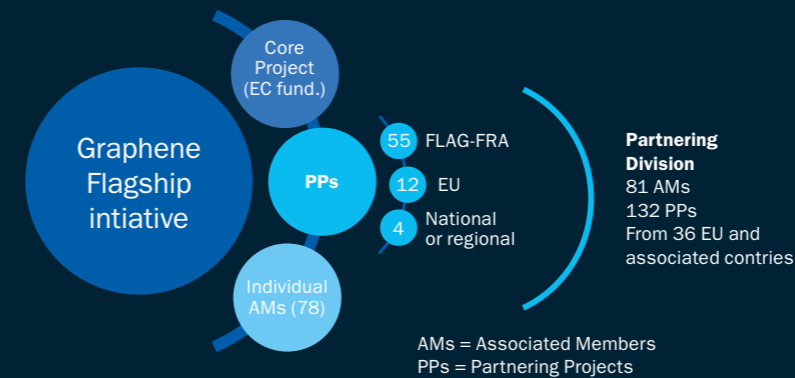 Graphene
Flagship
intiative
Core
Project
(EC fund.)
PPs
Individual
AMs (78)
55 FLAG-FRA
12 EU
4 National
or regional
Partnering
Division
81 AMs
132 PPs
From 36 EU and
associated contries
AMs = Associated Members
PPs = Partnering Projects